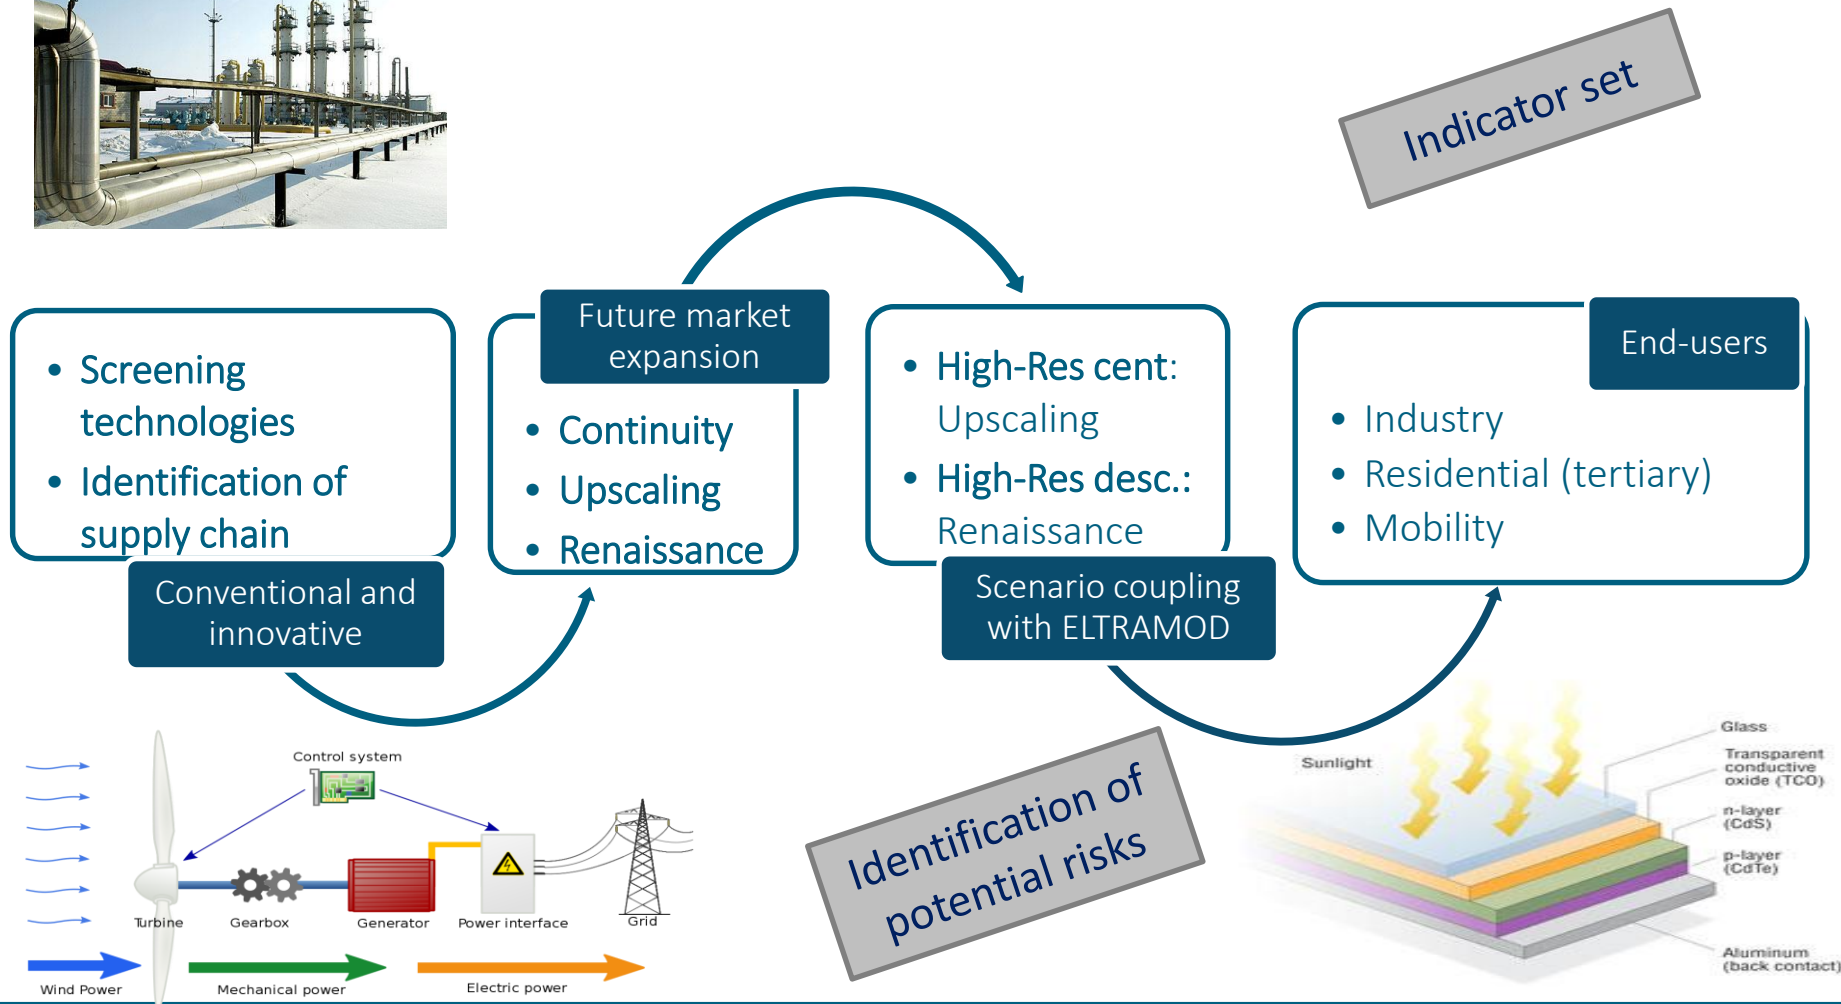 Indicator set
Screening
technologies
Identification of
supply chain
Conventional and
innovative
Future market
expansion
Continuity
Upscaling
Renaissance
High-Res cent:
Upscaling
High-Res desc.:
Renaissance
Scenario coupling
with ELTRAMOD
End-users
Industry
Residential (tertiary)
Mobility
Identification of
potential risks
Control system
Turbine
Gearbox
Generator
Power interface
Grid
Wind Power
Mechanical power
Electric power
Sunlight
Glass
Transparent
conductive
oxide (TCO)
n-layer
(CdS)
p-layer
(CdTe)
Aluminum
(back contact)